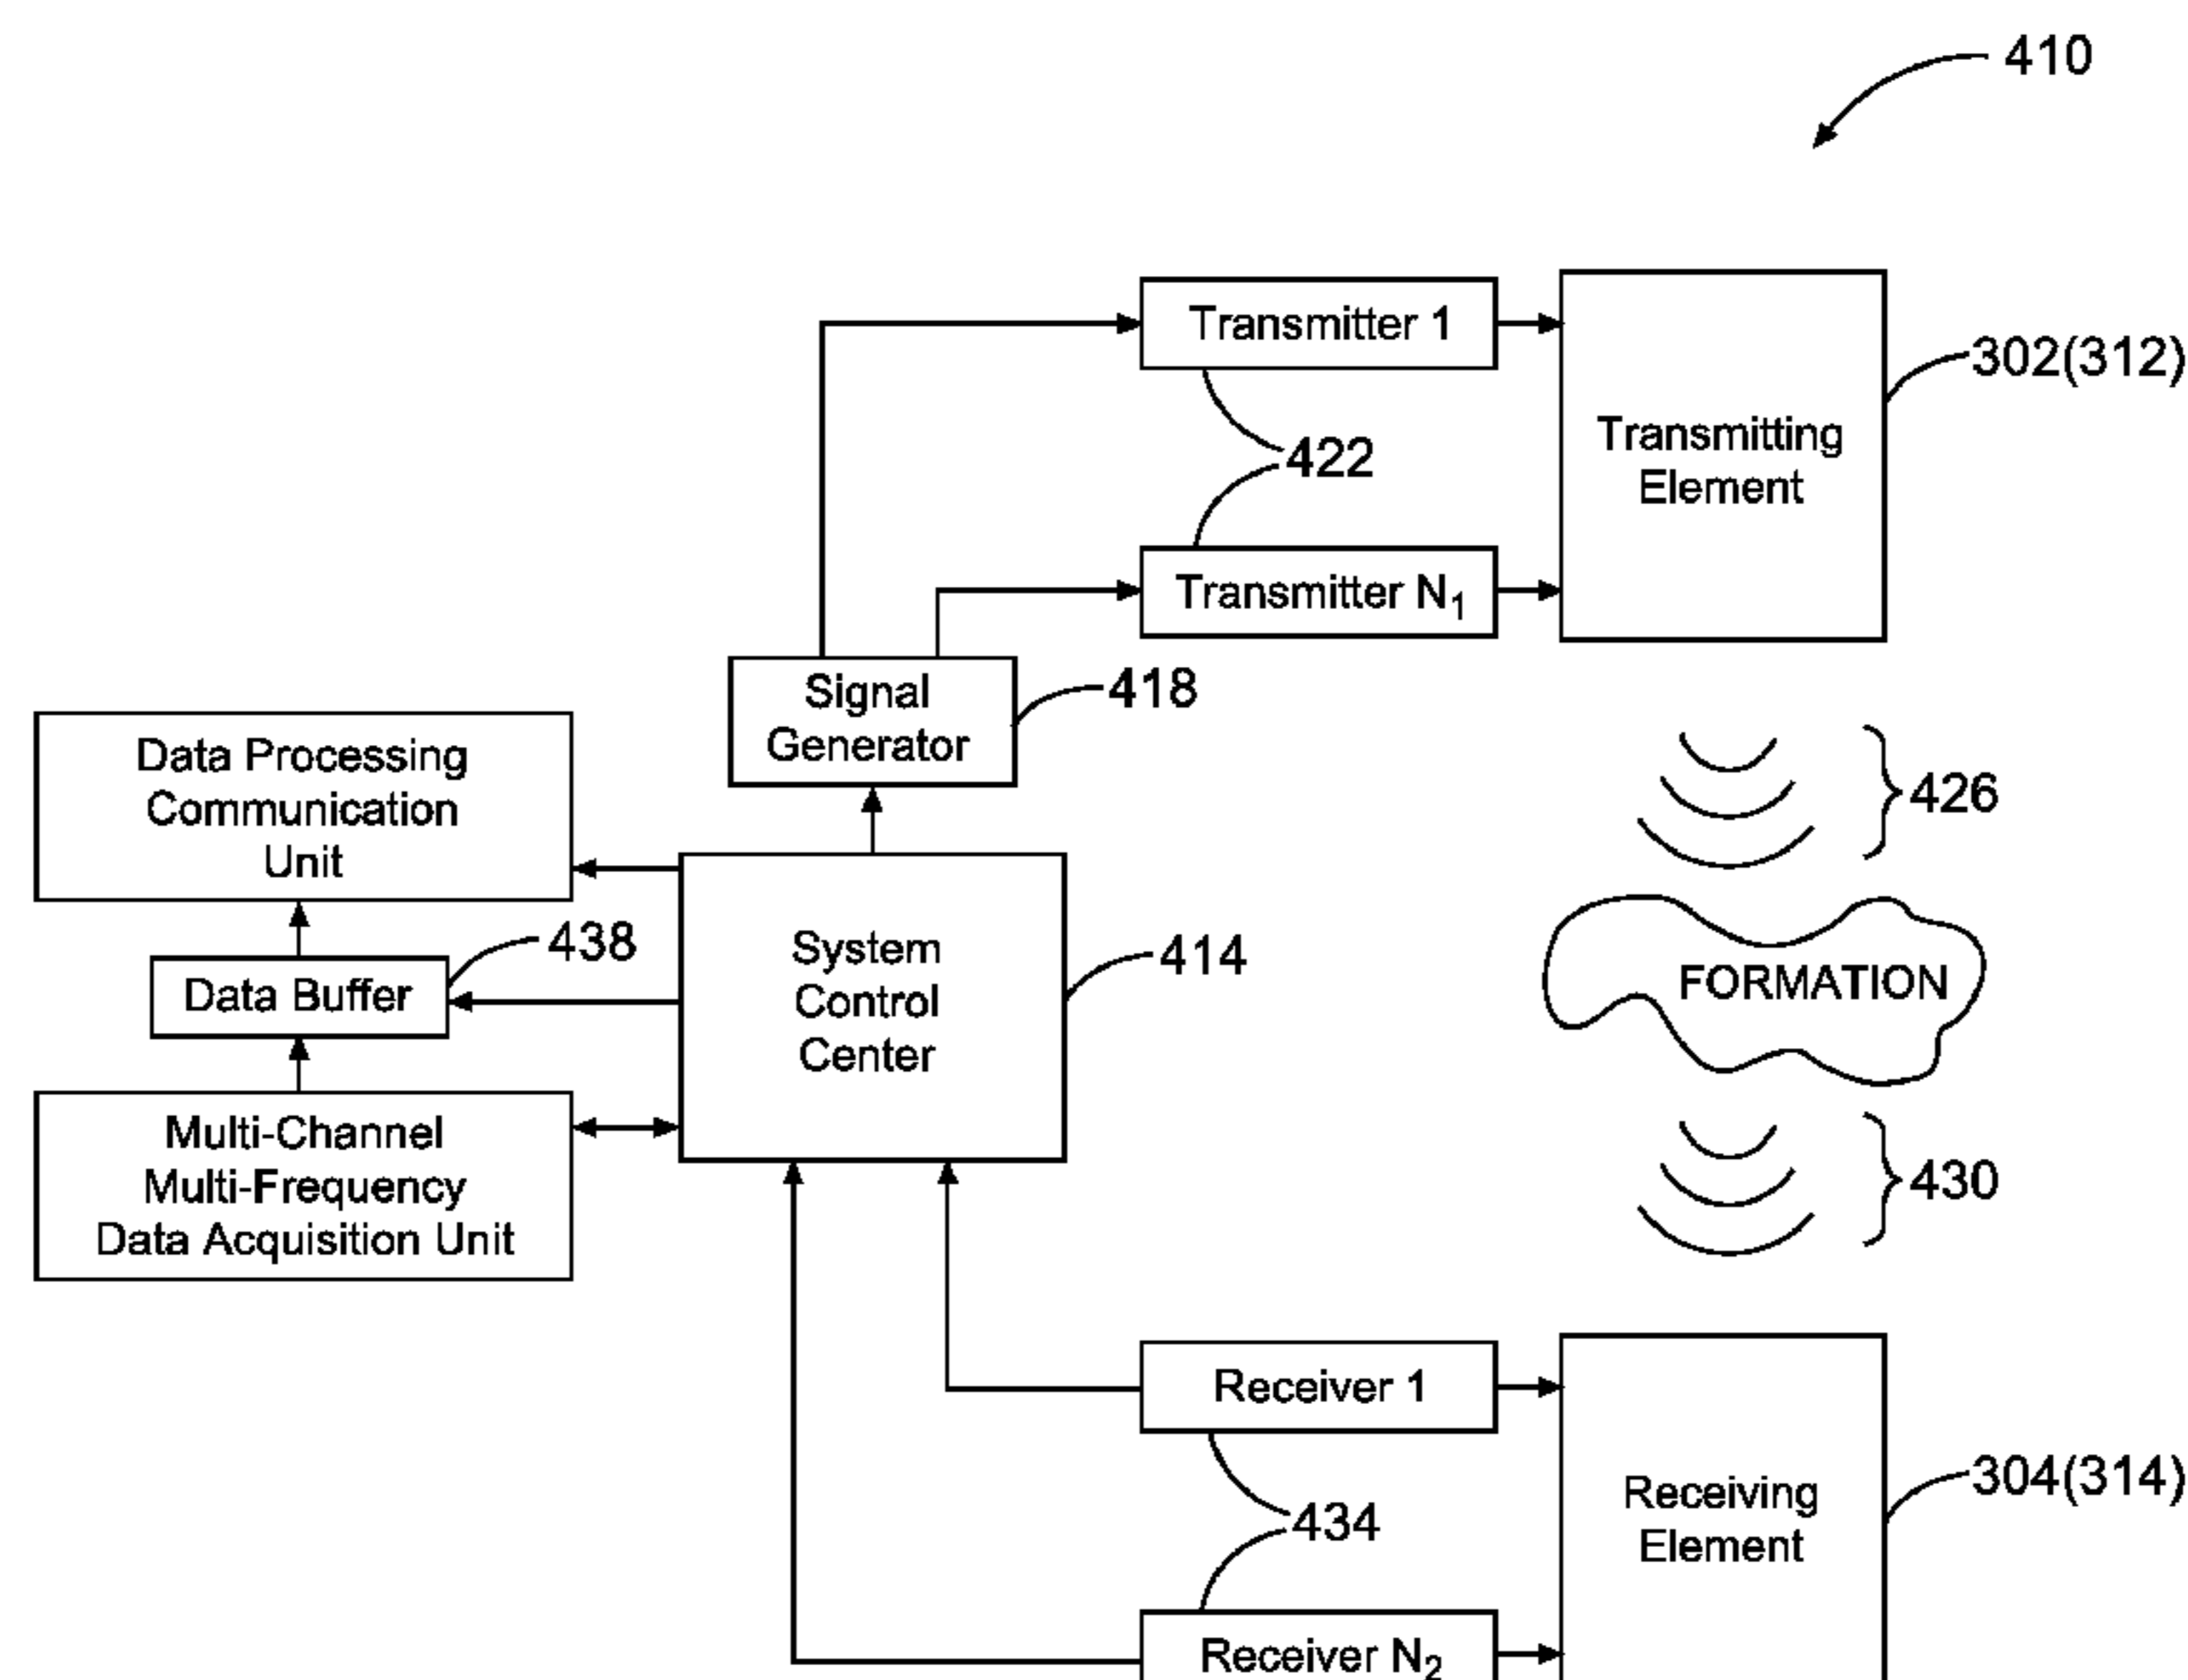 410
Transmitter 1
302(312)
Transmitting
Element
422
Transmitter N₁
Signal
Generator
418
Data Processing
Communication
Unit
426
438
Data Buffer
System
Control
Center
414
FORMATION
Multi-Channel
Multi-Frequency
Data Acquisition Unit
430
Receiver 1
304(314)
Receiving
Element
434
Receiver N₂